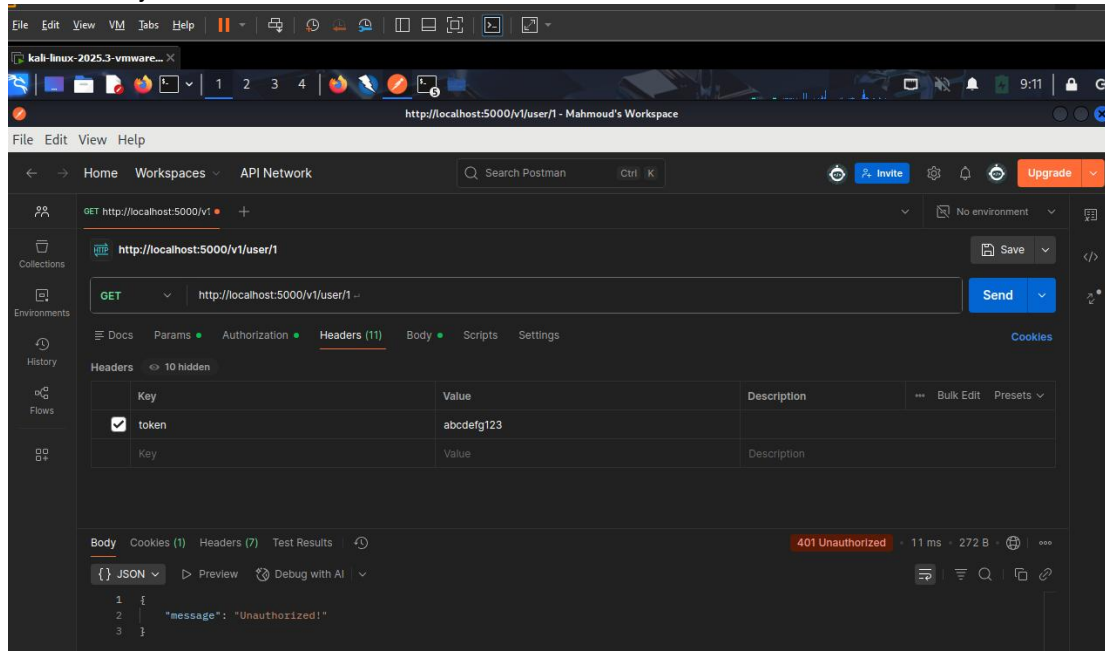 File Edit View VM Tabs Help
kali-linux-2025.3-vmware...
1 2 3 4 5 9:11
http://localhost:5000/v1/user/1 - Mahmoud's Workspace
File Edit View Help
Home Workspaces API Network Search Postman Ctrl K Invite Upgrade
GET http://localhost:5000/v1 No environment
HTTP http://localhost:5000/v1/user/1 Save
Collections
GET http://localhost:5000/v1/user/1 Send
Environments
Docs Params Authorization Headers (11) Body Scripts Settings Cookies
History
Headers 10 hidden
Key Value Description Bulk Edit Presets
Flows
token abcdefg123
Key Value Description
Body Cookies (1) Headers (7) Test Results 401 Unauthorized 11 ms 272 B
{} JSON Preview Debug with AI
1 {
2 "message": "Unauthorized!"
3 }